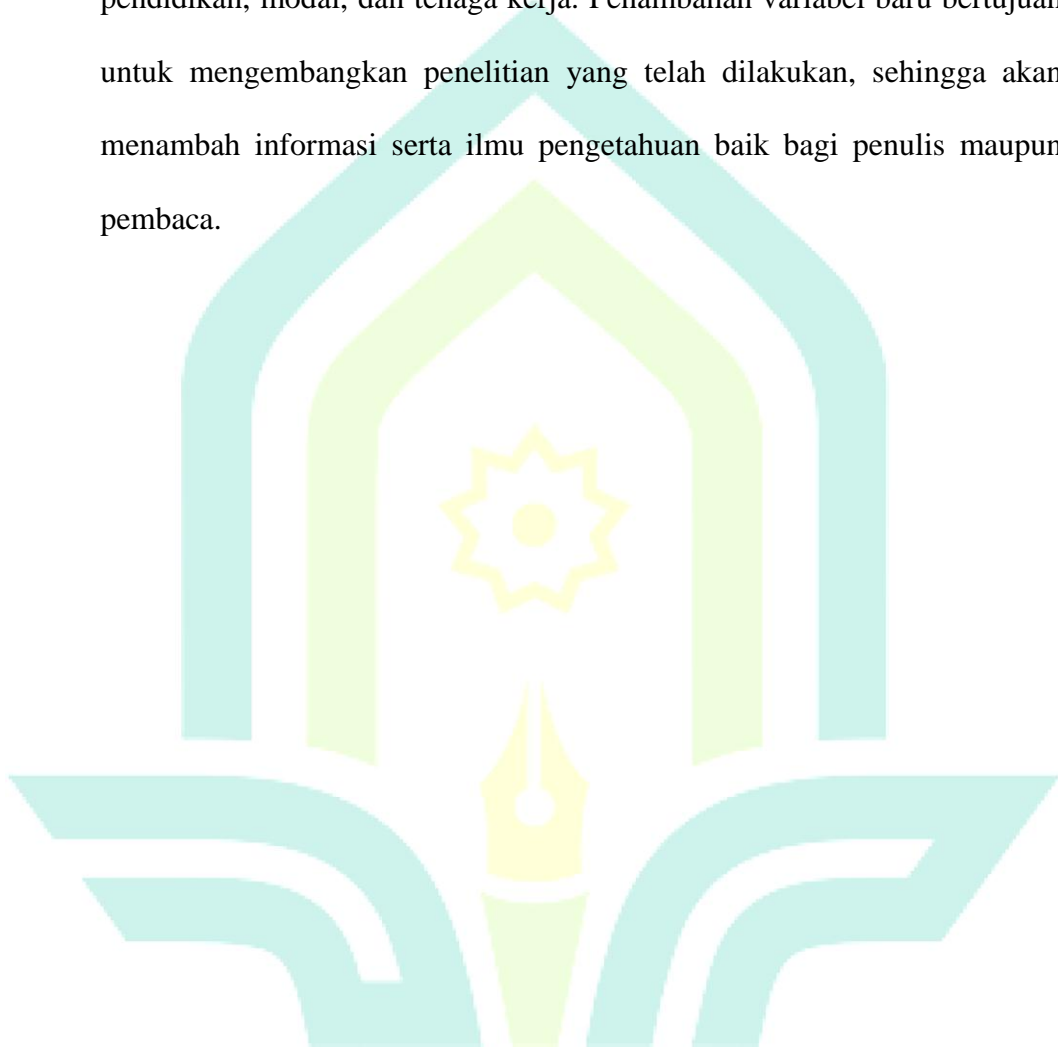 pendidikan, modal, dan tenaga kerja. Penambahan variabel baru bertujuan
untuk mengembangkan penelitian yang telah dilakukan, sehingga akan
menambah informasi serta ilmu pengetahuan baik bagi penulis maupun
pembaca.